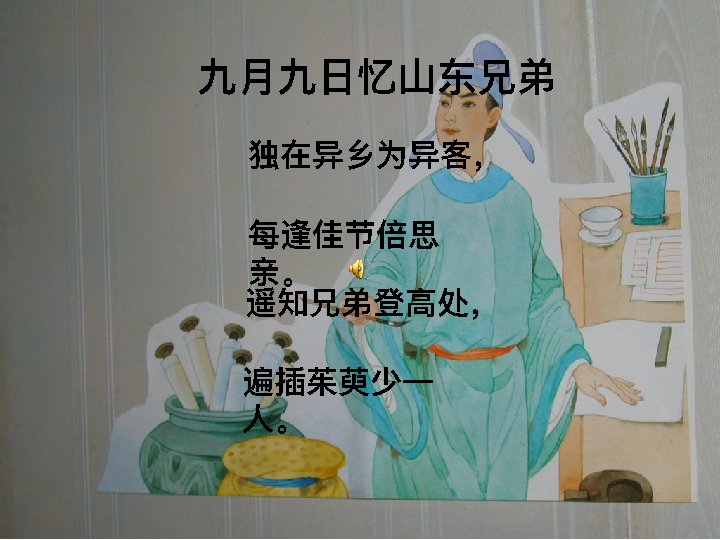 九月九日忆山东兄弟
独在异乡为异客，
每逢佳节倍思
亲。
遥知兄弟登高处，
遍插茱萸少一
人。